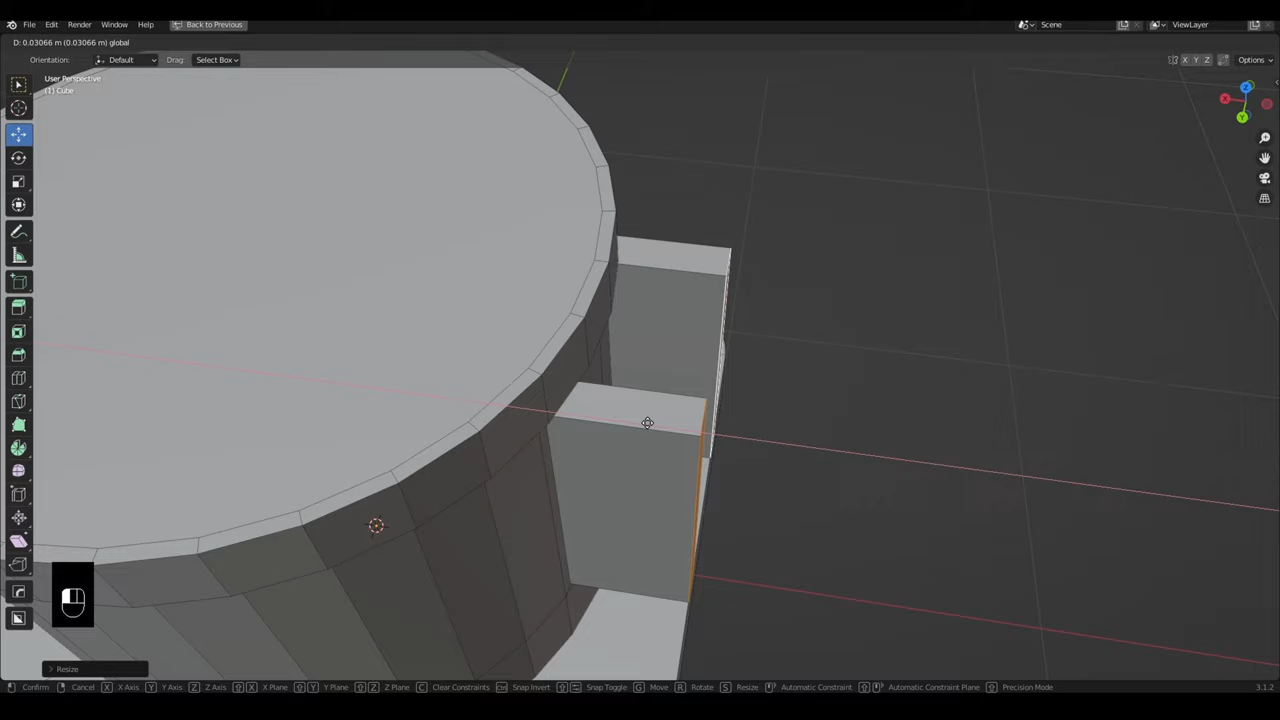 File Edit Render Window Help Back to Previous Scene ViewLayer
D: 0.03066 m (0.03066 m) global
Orientation: Default Drag: Select Box X Y Z Options
User Perspective
(1) Cube
Z
X
Y
Resize
Confirm Cancel X X Axis Y Y Axis Z Z Axis X X Plane Y Y Plane Z Z Plane C Clear Constraints Ctrl Snap Invert Snap Toggle G Move R Rotate S Resize Automatic Constraint Automatic Constraint Plane Precision Mode 3.1.2